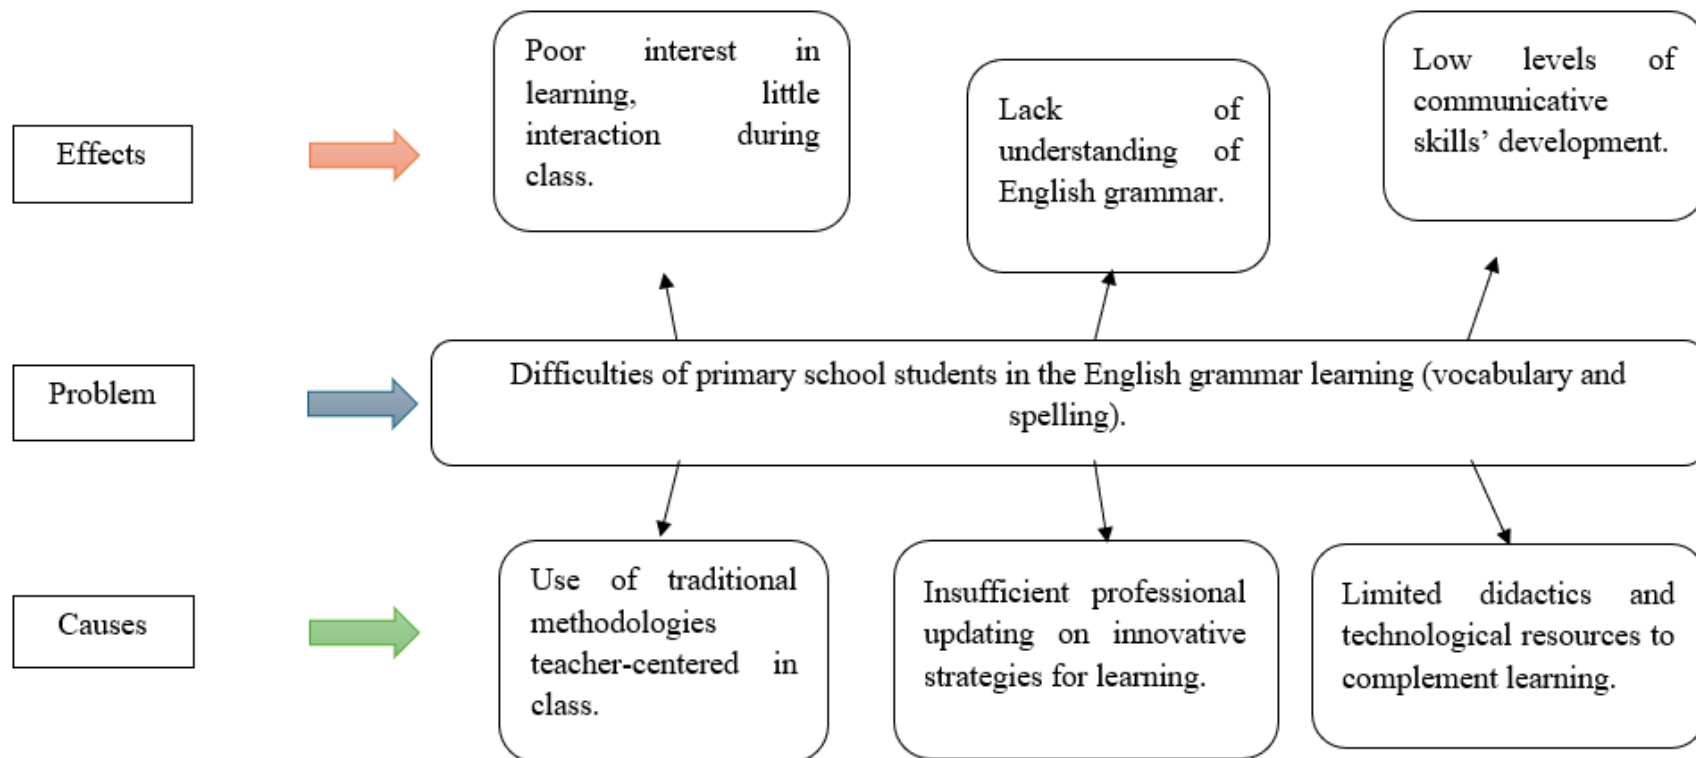 Effects
Poor interest in
learning, little
interaction during
class.
Lack of
understanding of
English grammar.
Low levels of
communicative
skills’ development.
Problem
Difficulties of primary school students in the English grammar learning (vocabulary and
spelling).
Causes
Use of traditional
methodologies
teacher-centered in
class.
Insufficient professional
updating on innovative
strategies for learning.
Limited didactics and
technological resources to
complement learning.